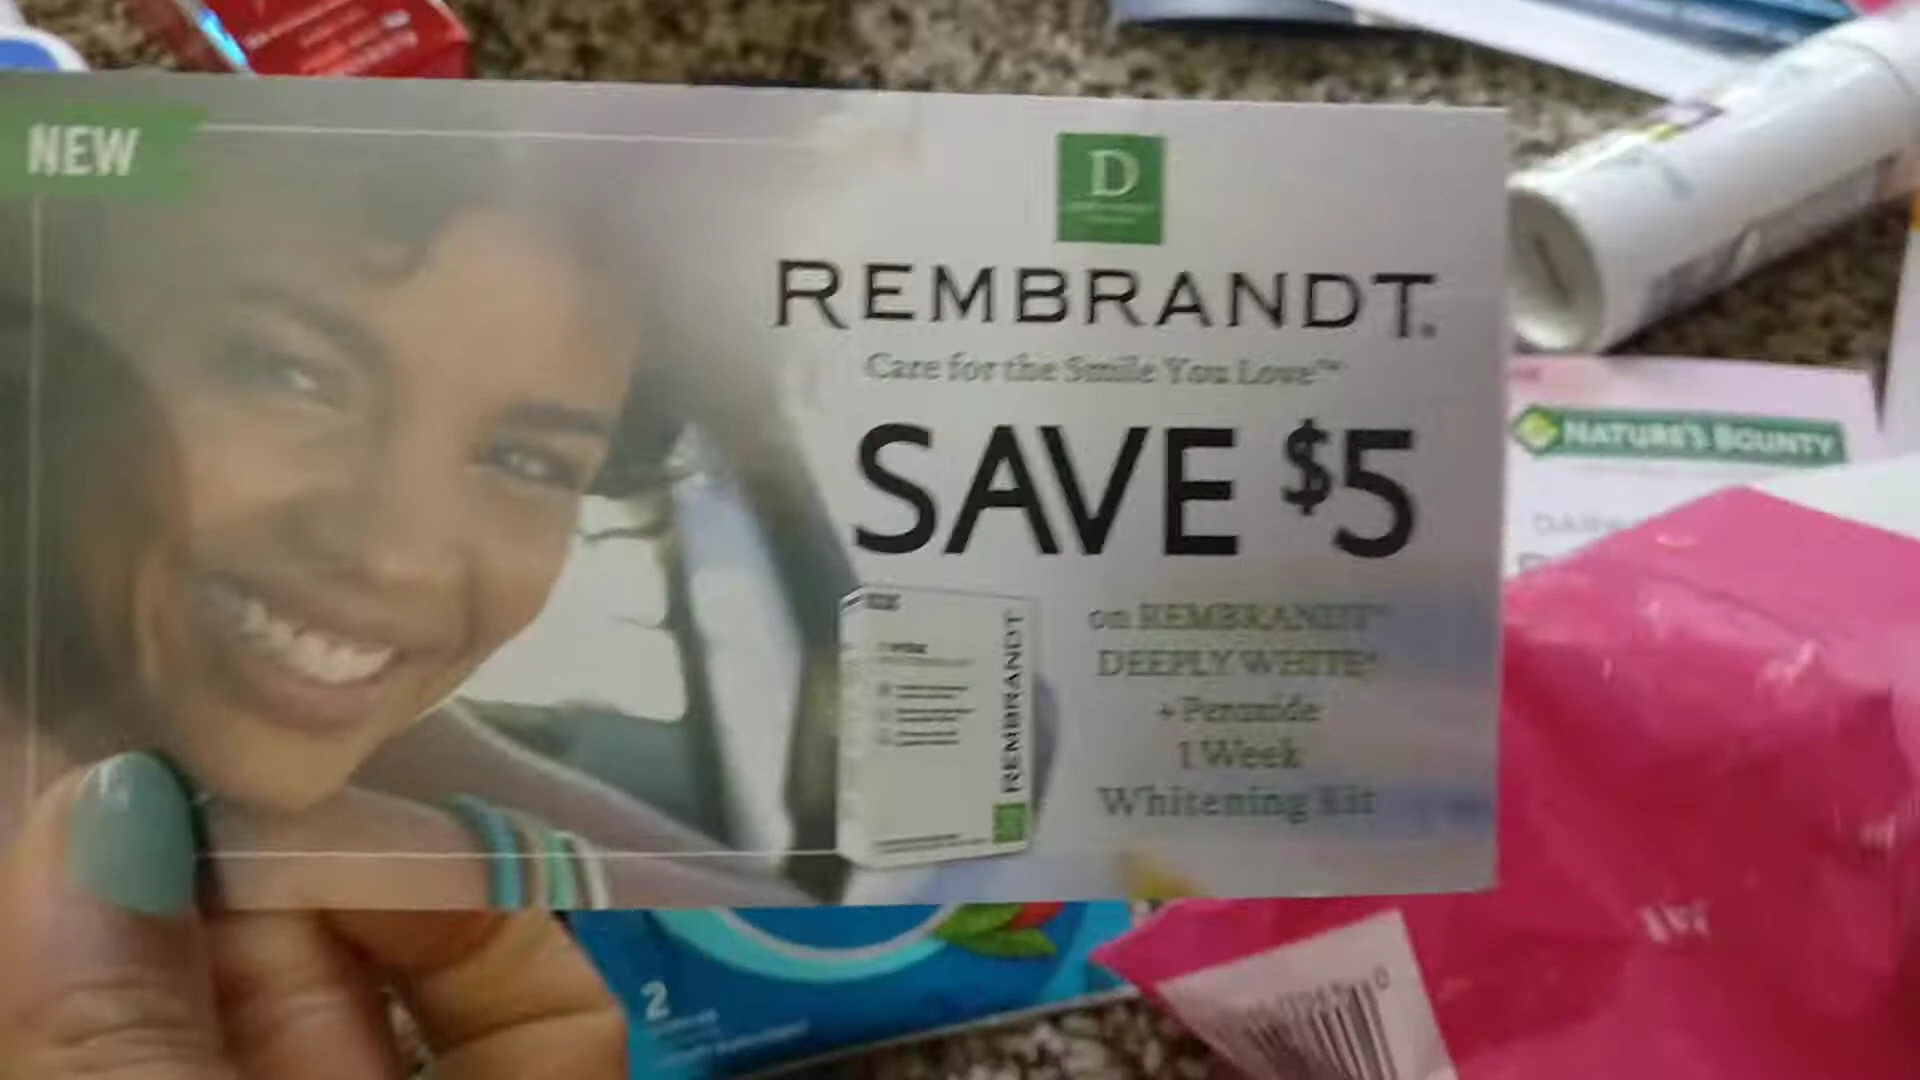 NEW
D
REMBRANDT.
Care for the Smile You Love™
SAVE $5
on REMBRANDT®
DEEPLY WHITE®
+ Peroxide
1 Week
Whitening Kit
REMBRANDT
NATURE'S BOUNTY
2